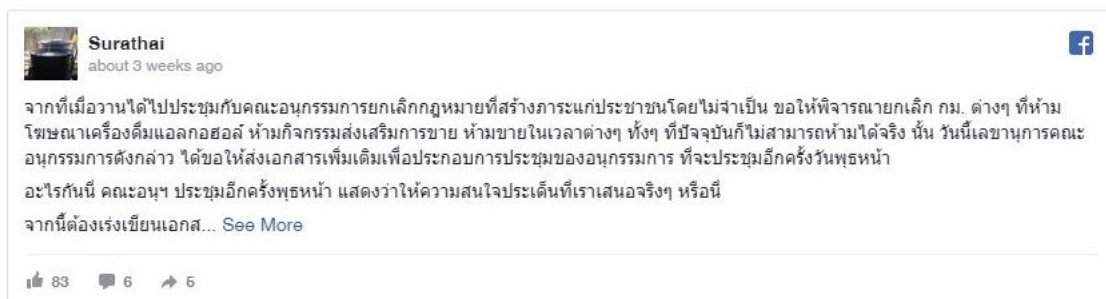 Surathai
about 3 weeks ago
จากที่เมื่อวานได้ไปประชุมกับคณะอนุกรรมการยกเลิกกฎหมายที่สร้างภาระแก่ประชาชนโดยไม่จำเป็น ขอให้พิจารณายกเลิก กม. ต่างๆ ที่ห้าม
โฆษณาเครื่องดื่มแอลกอฮอล์ ห้ามกิจกรรมส่งเสริมการขาย ห้ามขายในเวลาต่างๆ ทั้งๆ ที่ปัจจุบันก็ไม่สามารถห้ามได้จริง นั้น วันนี้เลขานุการคณะ
อนุกรรมการดังกล่าว ได้ขอให้ส่งเอกสารเพิ่มเติมเพื่อประกอบการประชุมของอนุกรรมการ ที่จะประชุมอีกครั้งวันพุธหน้า
อะไรกันนี่ คณะอนุฯ ประชุมอีกครั้งพุธหน้า แสดงว่าให้ความสนใจประเด็นที่เราเสนอจริงๆ หรือนี่
จากนี้ต้องเร่งเขียนเอกส... See More
83 6 5